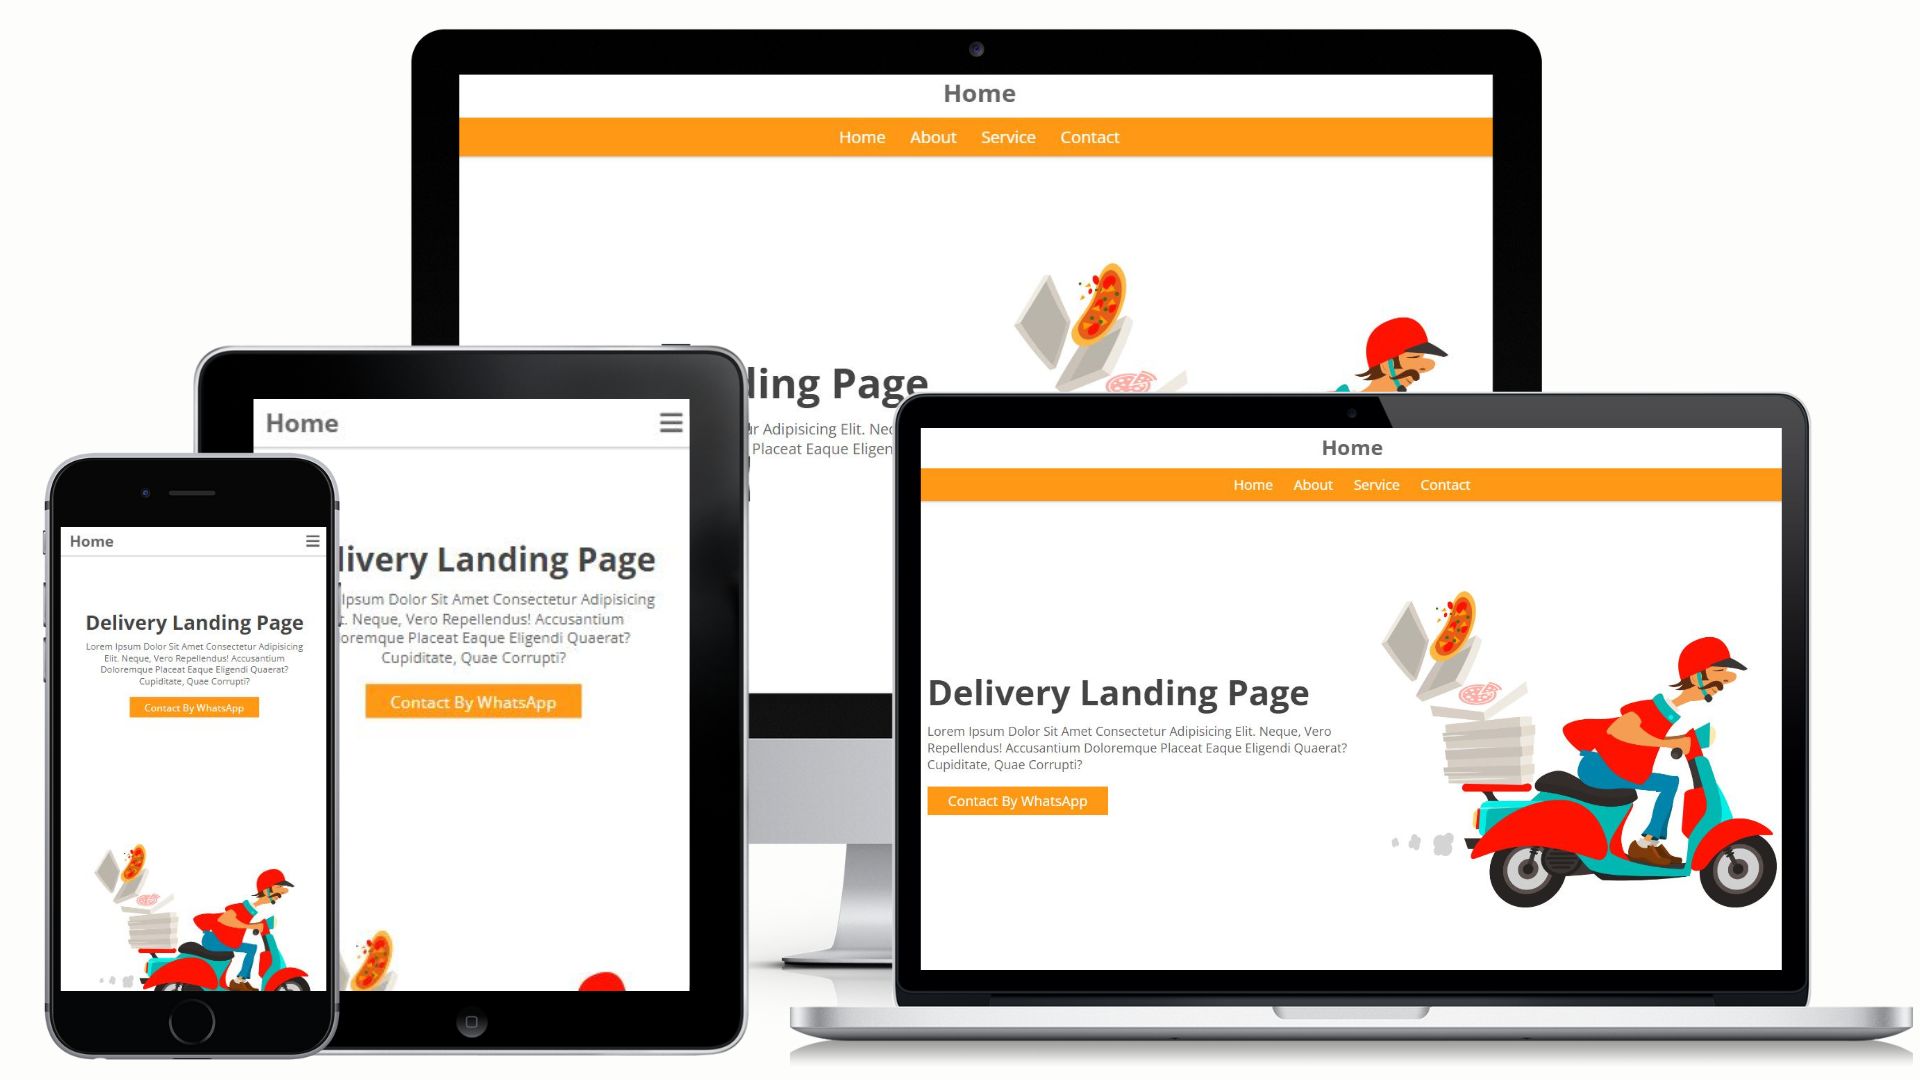 Home
Home About Service Contact
ding Page
Adipisicing Elit.
Placeat Eaque
Home
livery Landing Page
Ipsum Dolor Sit Amet Consectetur Adipisicing
Neque, Vero Repellendus! Accusantium
oremque Placeat Eaque Eligendi Quaerat?
Cupiditate, Quae Corrupti?
Contact By WhatsApp
Home
Delivery Landing Page
Lorem Ipsum Dolor Sit Amet Consectetur Adipisicing
Elit. Neque, Vero Repellendus! Accusantium
Doloremque Placeat Eaque Eligendi Quaerat?
Cupiditate, Quae Corrupti?
Contact By WhatsApp
Home
Home About Service Contact
Delivery Landing Page
Lorem Ipsum Dolor Sit Amet Consectetur Adipisicing Elit. Neque, Vero
Repellendus! Accusantium Doloremque Placeat Eaque Eligendi Quaerat?
Cupiditate, Quae Corrupti?
Contact By WhatsApp